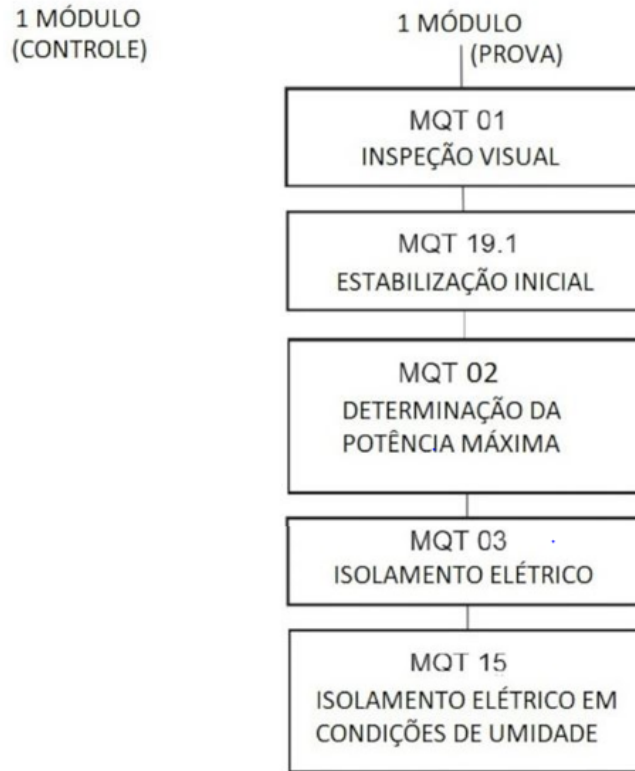 1 MÓDULO
(CONTROLE)
1 MÓDULO
(PROVA)
MQT 01
INSPEÇÃO VISUAL
MQT 19.1
ESTABILIZAÇÃO INICIAL
MQT 02
DETERMINAÇÃO DA
POTÊNCIA MÁXIMA
MQT 03
ISOLAMENTO ELÉTRICO
MQT 15
ISOLAMENTO ELÉTRICO EM
CONDIÇÕES DE UMIDADE